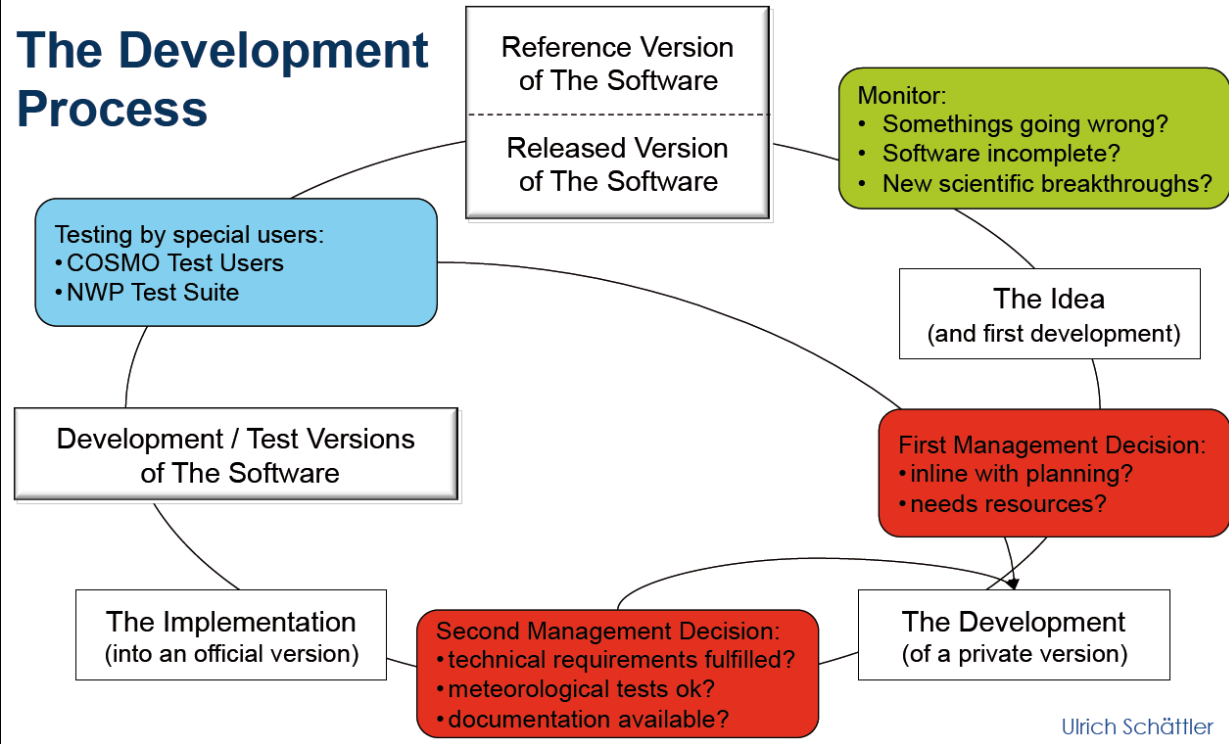 The Development
Process
Reference Version
of The Software
Released Version
of The Software
Monitor:
• Somethings going wrong?
• Software incomplete?
• New scientific breakthroughs?
Testing by special users:
• COSMO Test Users
• NWP Test Suite
The Idea
(and first development)
Development / Test Versions
of The Software
First Management Decision:
• inline with planning?
• needs resources?
The Implementation
(into an official version)
Second Management Decision:
• technical requirements fulfilled?
• meteorological tests ok?
• documentation available?
The Development
(of a private version)
Ulrich Schättler